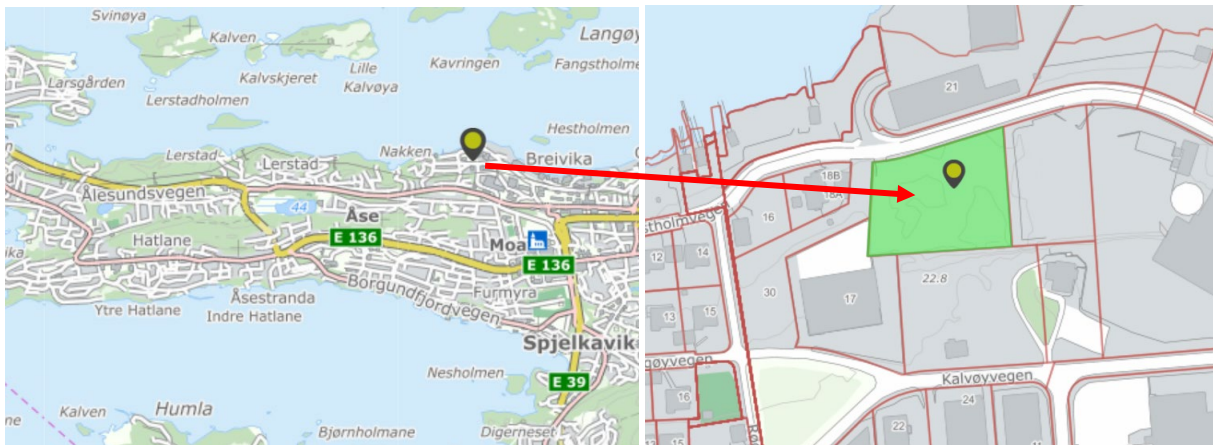 Svinøya
Kalven
Langøy
Larsgården
Kalvskjeret
Lille
Kalvøya
Kavringen
Fangstholme
Lerstadholmen
Hestholmen
Lerstad
Lerstad
Nakken
Breivika
Ålesundsvegen
44
Åse
Hatlane
E 136
Moa
E 136
Borgundfjordvegen
Furmyra
Ytre Hatlane
Åsestranda
Indre Hatlane
Spjelkavik
Nesholmen
E 39
Kalven
Humla
Bjørnholmane
Digerneset
21
18B
18A
16
stholmvegen
12
14
30
17
22.8
13
15
gøyvegen
Kalvøyvegen
16
24
22